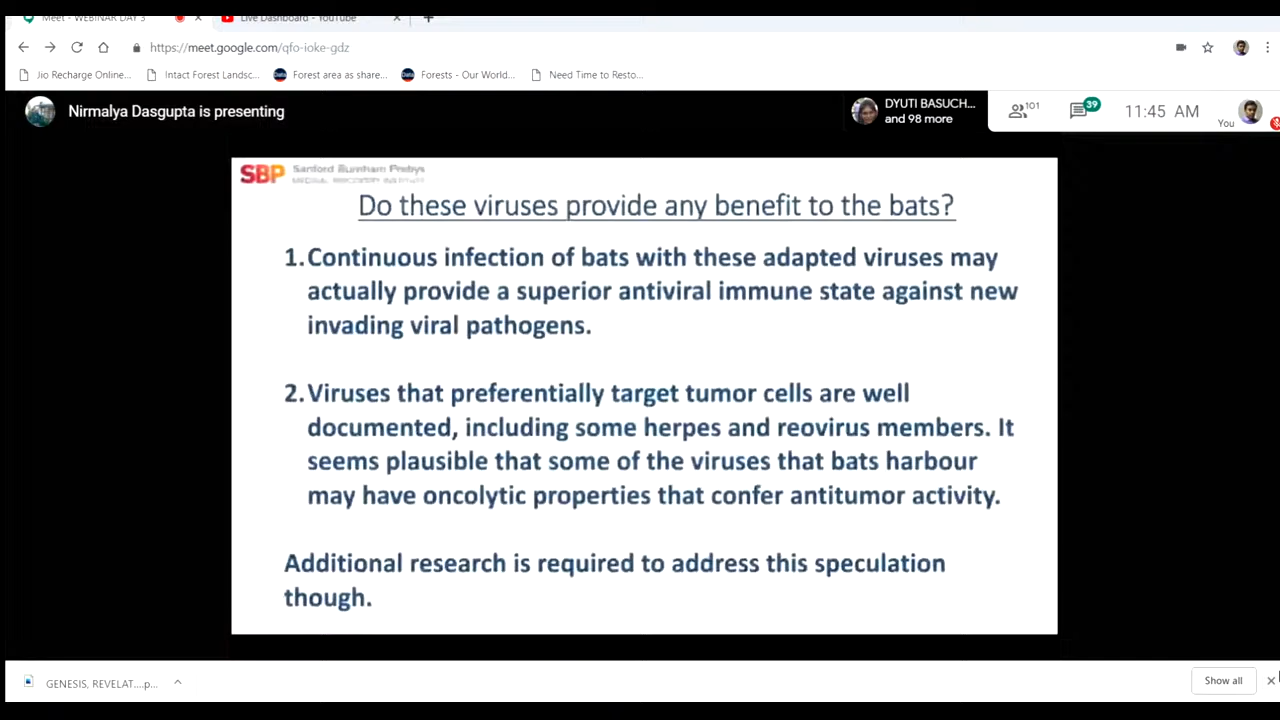 Meet - WEBINAR DAY 3
Live Dashboard - YouTube
https://meet.google.com/qfo-ioke-gdz
Jio Recharge Online...
Intact Forest Landsc...
Forest area as share...
Forests - Our World...
Need Time to Resto...
Nirmalya Dasgupta is presenting
DYUTI BASUCH...
and 98 more
101
39
11:45 AM
You
SBP Sanford Burnham Prebys
Do these viruses provide any benefit to the bats?
1. Continuous infection of bats with these adapted viruses may
actually provide a superior antiviral immune state against new
invading viral pathogens.
2. Viruses that preferentially target tumor cells are well
documented, including some herpes and reovirus members. It
seems plausible that some of the viruses that bats harbour
may have oncolytic properties that confer antitumor activity.
Additional research is required to address this speculation
though.
GENESIS, REVELAT....p...
Show all